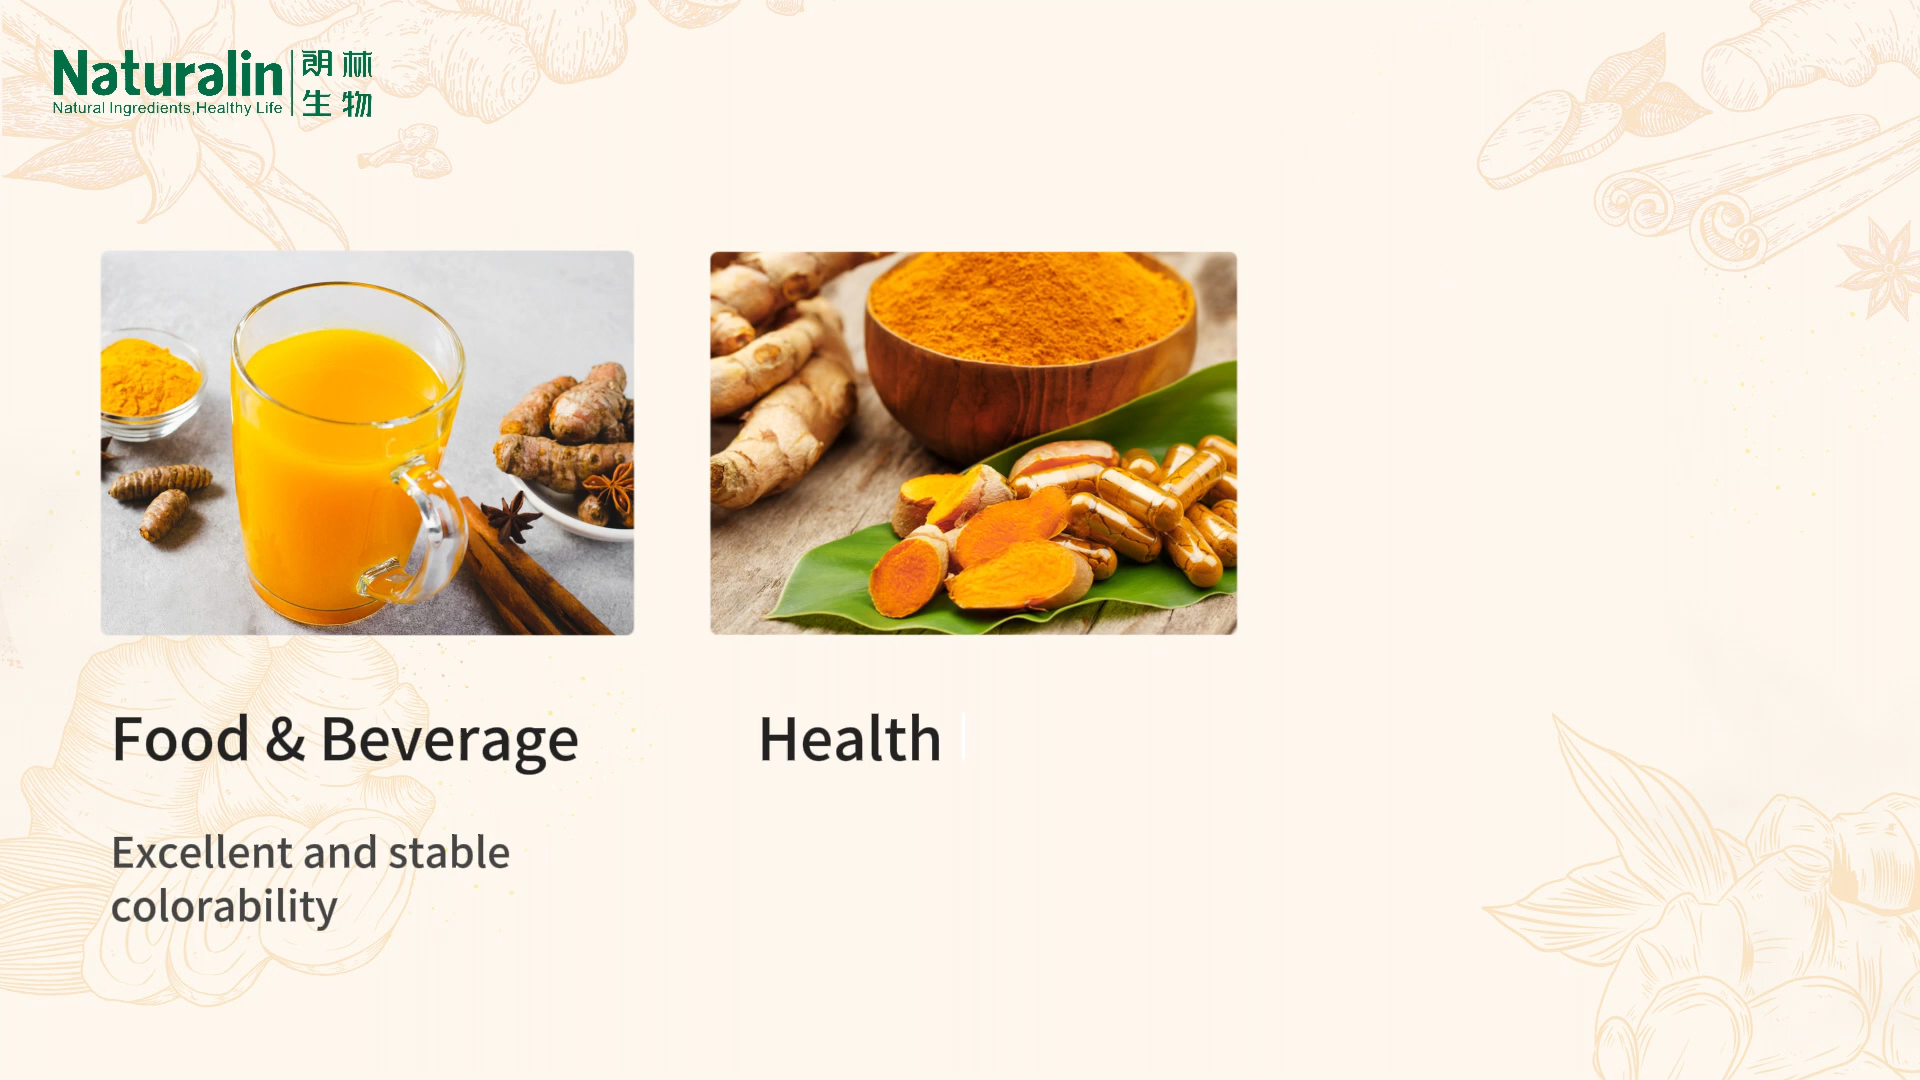 Naturalin
Natural Ingredients,Healthy Life
朗林
生物
Food & Beverage
Health
Excellent and stable
colorability